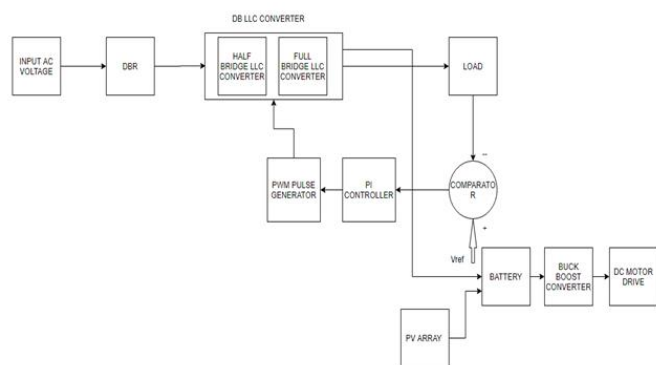 DB LLC CONVERTER
INPUT AC
VOLTAGE
DBR
HALF
BRIDGE LLC
CONVERTER
FULL
BRIDGE LLC
CONVERTER
LOAD
–
PWM PULSE
GENERATOR
PI
CONTROLLER
COMPARATO
R
+
Vref
BATTERY
BUCK
BOOST
CONVERTER
DC MOTOR
DRIVE
PV ARRAY